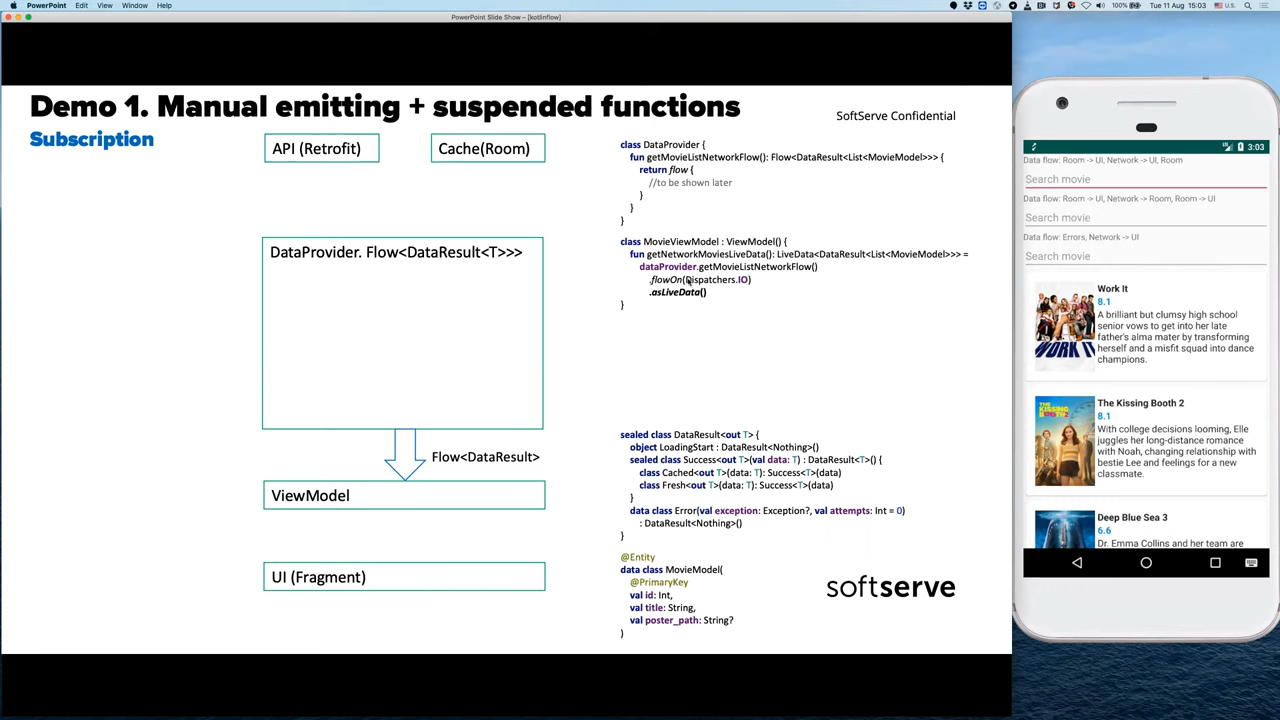 PowerPoint Edit View Window Help
100% Tue 11 Aug 15:03 U.S.
PowerPoint Slide Show – [kotlinflow]
Demo 1. Manual emitting + suspended functions
Subscription
SoftServe Confidential
API (Retrofit)
Cache(Room)
DataProvider. Flow<DataResult<T>>>
Flow<DataResult>
ViewModel
UI (Fragment)
class DataProvider {
fun getMovieListNetworkFlow(): Flow<DataResult<List<MovieModel>>> {
return flow {
//to be shown later
}
}
}
class MovieViewModel : ViewModel() {
fun getNetworkMoviesLiveData(): LiveData<DataResult<List<MovieModel>>> =
dataProvider.getMovieListNetworkFlow()
.flowOn(Dispatchers.IO)
.asLiveData()
}
sealed class DataResult<out T> {
object LoadingStart : DataResult<Nothing>()
sealed class Success<out T>(val data: T) : DataResult<T>() {
class Cached<out T>(data: T): Success<T>(data)
class Fresh<out T>(data: T): Success<T>(data)
}
data class Error(val exception: Exception?, val attempts: Int = 0)
: DataResult<Nothing>()
}
@Entity
data class MovieModel(
@PrimaryKey
val id: Int,
val title: String,
val poster_path: String?
)
softserve
3:03
Data flow: Room -> Ui, Network -> UI, Room
Search movie
Data flow: Room -> UI, Network -> Room, Room -> UI
Search movie
Data flow: Errors, Network -> UI
Search movie
WORK IT
Work It
8.1
A brilliant but clumsy high school
senior vows to get into her late
father's alma mater by transforming
herself and a misfit squad into dance
champions.
THE
KISSING
BOOTH 2
The Kissing Booth 2
8.1
With college decisions looming, Elle
juggles her long-distance romance
with Noah, changing relationship with
bestie Lee and feelings for a new
classmate.
Deep Blue Sea 3
6.6
Dr. Emma Collins and her team are